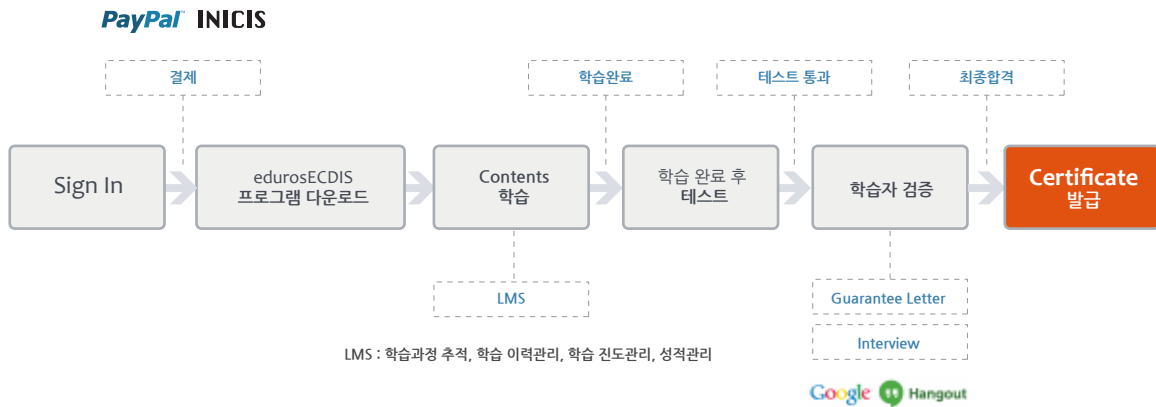 PayPal INICIS
결제
학습완료
테스트 통과
최종합격
Sign In
edurosECDIS
프로그램 다운로드
Contents
학습
학습 완료 후
테스트
학습자 검증
Certificate
발급
LMS
Guarantee Letter
Interview
LMS : 학습과정 추적, 학습 이력관리, 학습 진도관리, 성적관리
Google Hangout